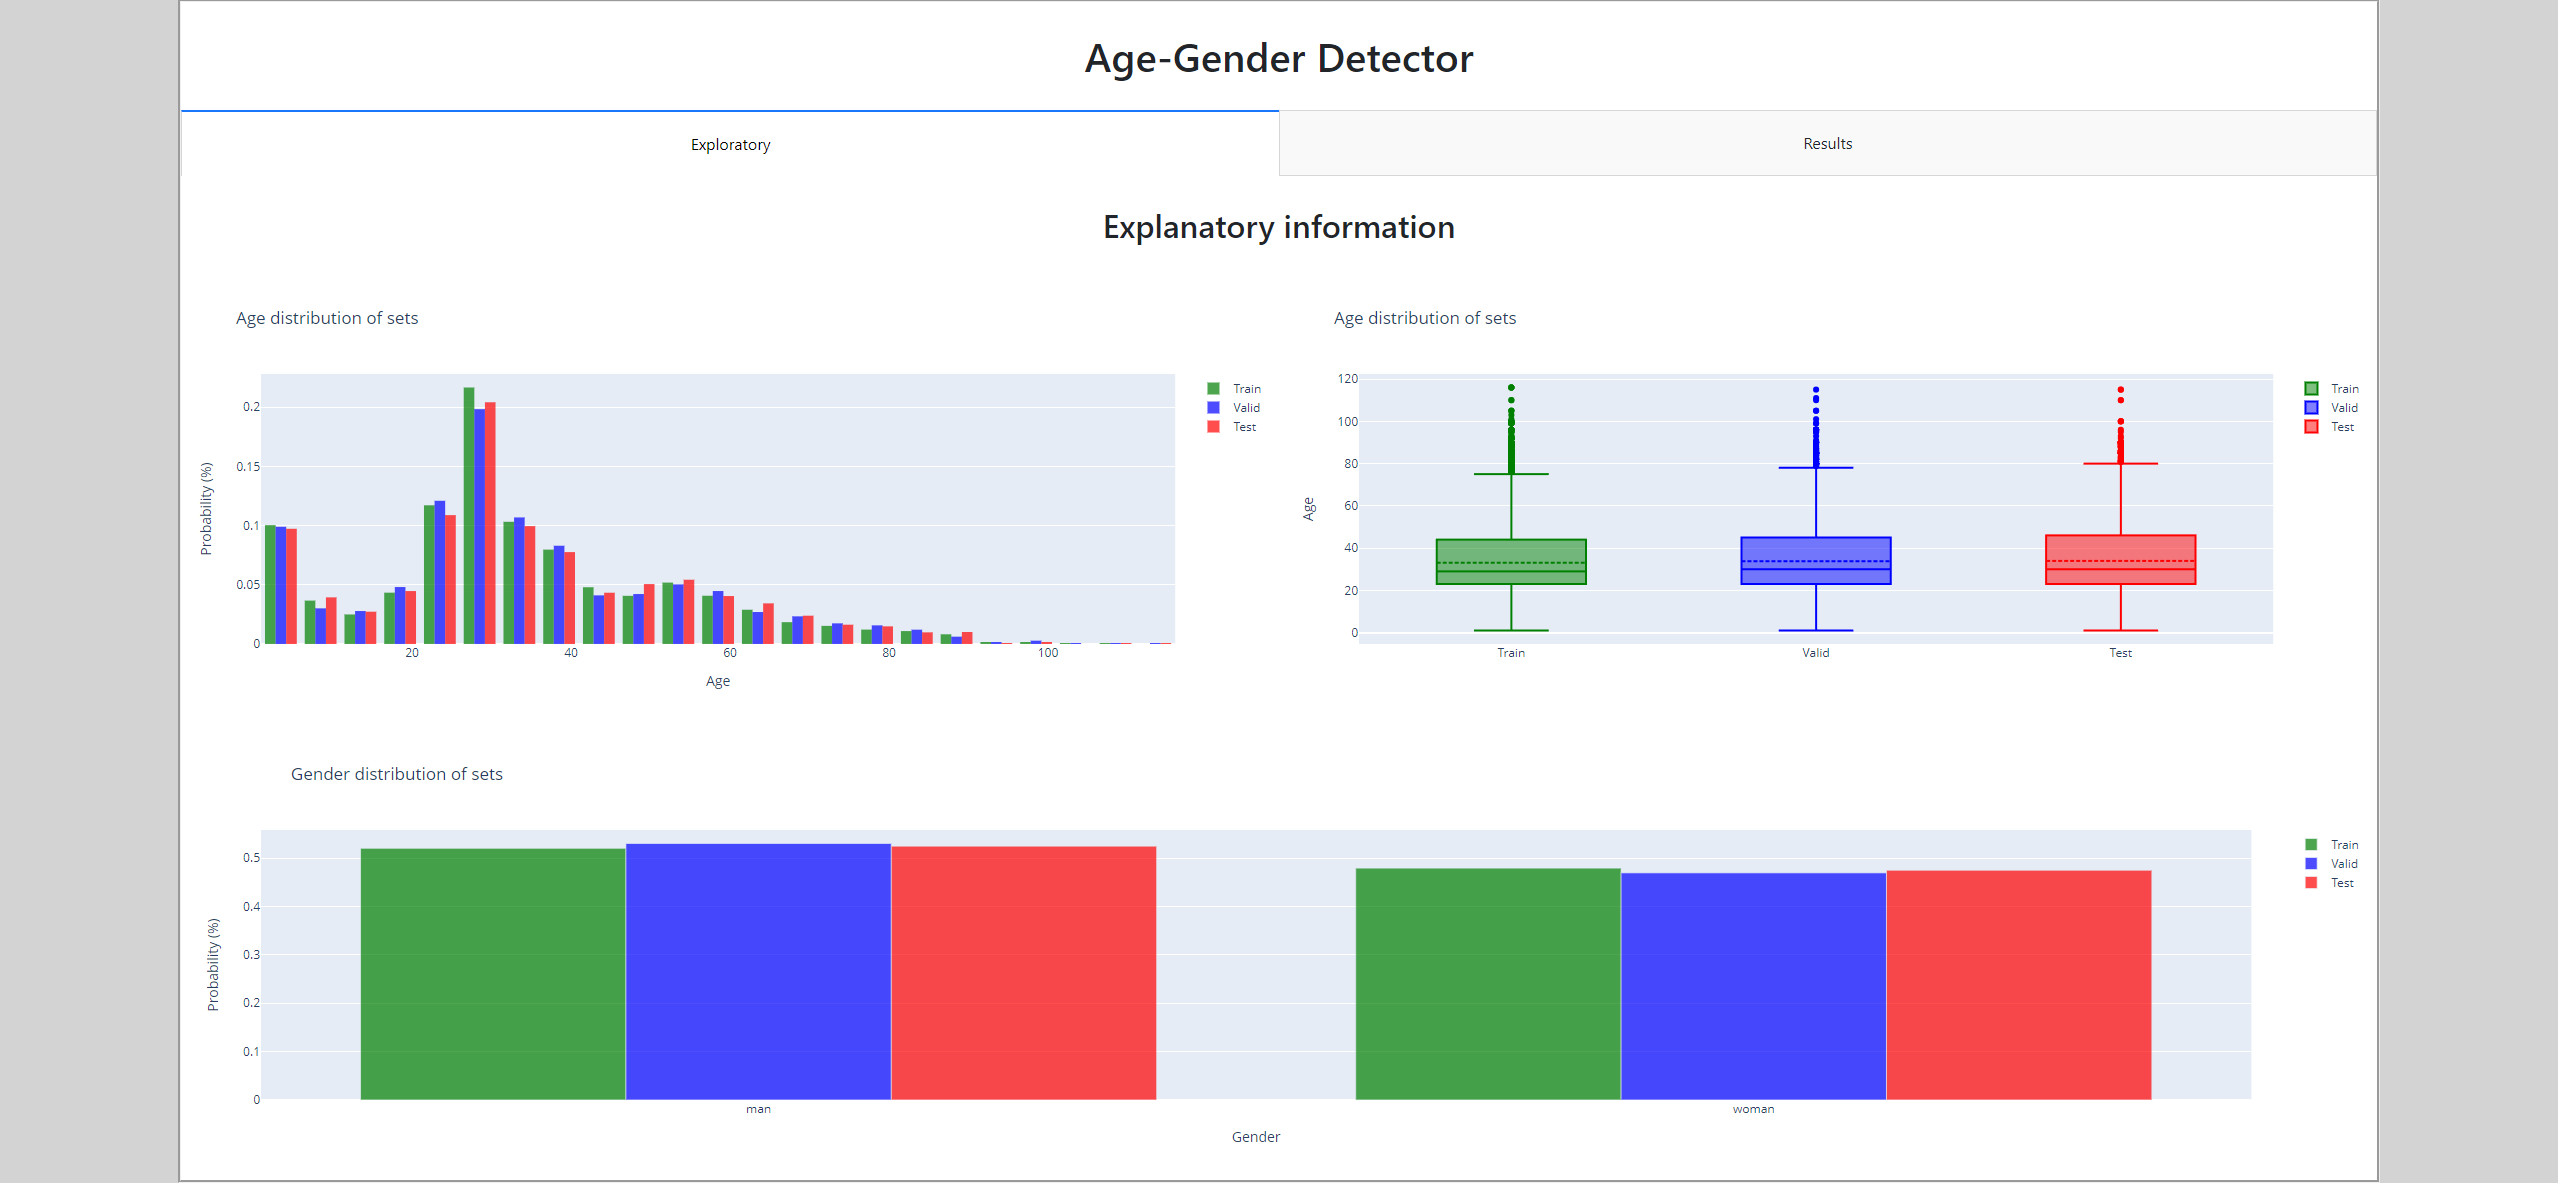 Age-Gender Detector
Exploratory
Results
Explanatory information
Age distribution of sets
Probability (%)
0.2
0.15
0.1
0.05
0
20
40
60
80
100
Age
Train
Valid
Test
Age distribution of sets
Age
120
100
80
60
40
20
0
Train
Valid
Test
Train
Valid
Test
Gender distribution of sets
Probability (%)
0.5
0.4
0.3
0.2
0.1
0
man
woman
Gender
Train
Valid
Test